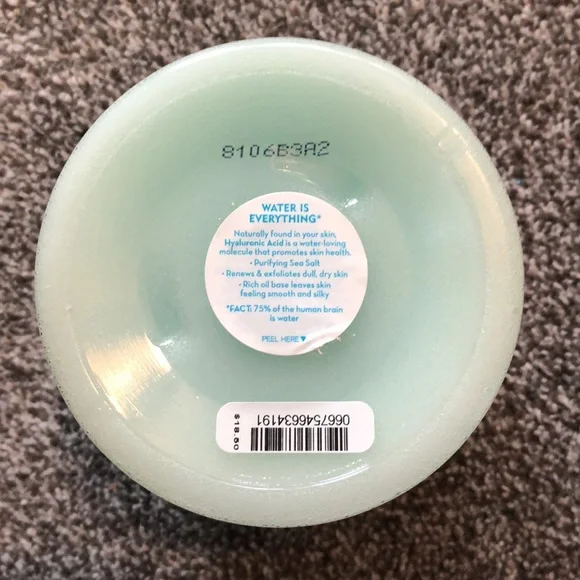 8106B3A2
WATER IS
EVERYTHING*
Naturally found in your skin,
Hyaluronic Acid is a water-loving
molecule that promotes skin health.
• Purifying Sea Salt
• Renews & exfoliates dull, dry skin
• Rich oil base leaves skin
feeling smooth and silky
*FACT: 75% of the human brain
is water
PEEL HERE▼
0667546634191
$18.50